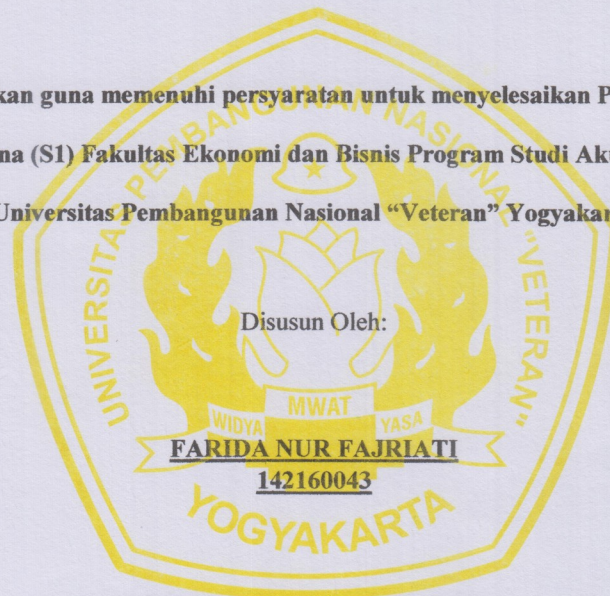 kan guna memenuhi persyaratan untuk menyelesaikan P
na (S1) Fakultas Ekonomi dan Bisnis Program Studi Ak
Universitas Pembangunan Nasional “Veteran” Yogyakar
Disusun Oleh:
FARIDA NUR FAJRIATI
142160043
UNIVERSITAS PEMBANGUNAN NASIONAL "VETERAN"
WIDYA MWAT YASA
YOGYAKARTA